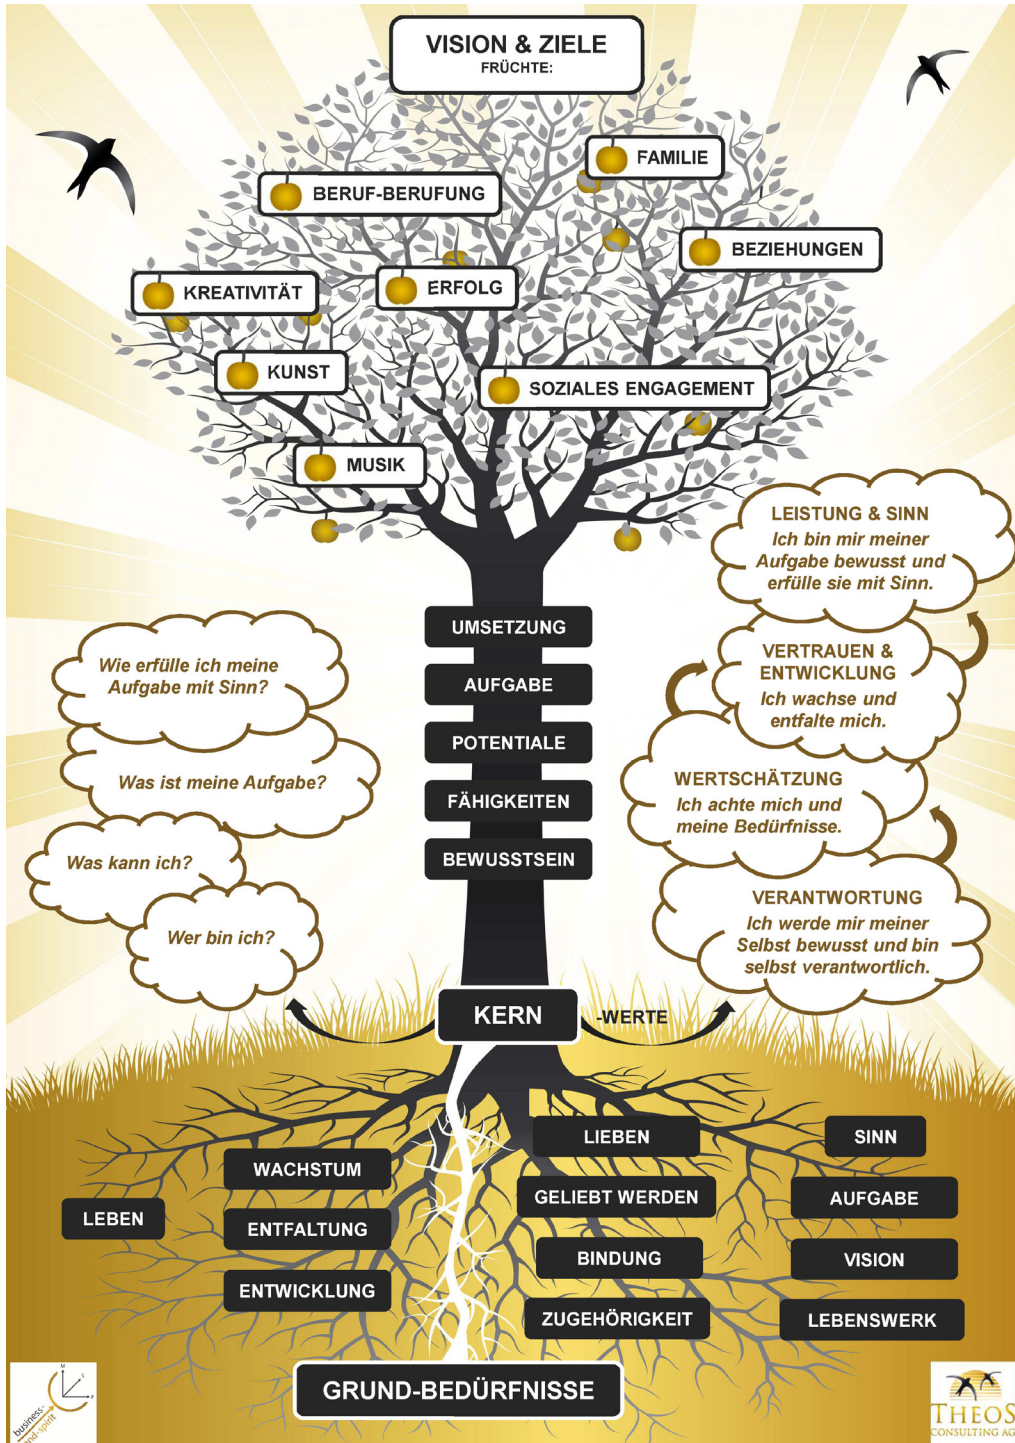 VISION & ZIELE
FRÜCHTE:
FAMILIE
BERUF-BERUFUNG
BEZIEHUNGEN
KREATIVITÄT
ERFOLG
KUNST
SOZIALES ENGAGEMENT
MUSIK
LEISTUNG & SINN
Ich bin mir meiner
Aufgabe bewusst und
erfülle sie mit Sinn.
VERTRAUEN &
ENTWICKLUNG
Ich wachse und
entfalte mich.
WERTSCHÄTZUNG
Ich achte mich und
meine Bedürfnisse.
VERANTWORTUNG
Ich werde mir meiner
Selbst bewusst und bin
selbst verantwortlich.
UMSETZUNG
AUFGABE
POTENTIALE
FÄHIGKEITEN
BEWUSSTSEIN
Wie erfülle ich meine
Aufgabe mit Sinn?
Was ist meine Aufgabe?
Was kann ich?
Wer bin ich?
KERN
-WERTE
LEBEN
WACHSTUM
ENTFALTUNG
ENTWICKLUNG
LIEBEN
GELIEBT WERDEN
BINDUNG
ZUGEHÖRIGKEIT
SINN
AUFGABE
VISION
LEBENSWERK
GRUND-BEDÜRFNISSE
M
S
P
business-
and-spirit
THEOS
CONSULTING AG